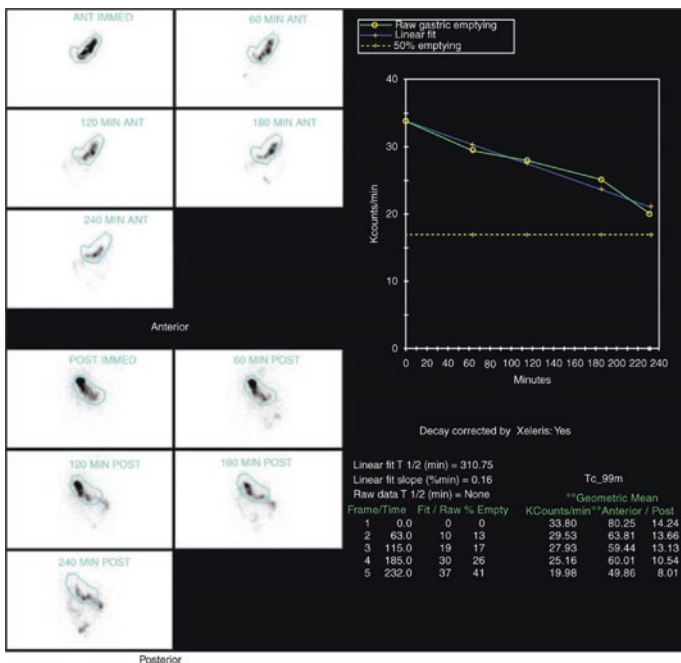 ANT IMMED
60 MIN ANT
120 MIN ANT
180 MIN ANT
240 MIN ANT
Anterior
POST IMMED
60 MIN POST
120 MIN POST
180 MIN POST
240 MIN POST
Posterior
Raw gastric emptying
Linear fit
50% emptying
40
30
20
10
0
Kcounts/min
0 20 40 60 80 100 120 140 160 180 200 220 240
Minutes
Decay corrected by Xeleris: Yes
Linear fit T 1/2 (min) = 310.75
Linear fit slope (%min) = 0.16 Tc_99m
Raw data T 1/2 (min) = None **Geometric Mean
Frame/Time Fit / Raw % Empty KCounts/min**Anterior / Post
1 0.0 0 0 33.80 80.25 14.24
2 63.0 10 13 29.53 63.81 13.66
3 115.0 19 17 27.93 59.44 13.13
4 185.0 30 26 25.16 60.01 10.54
5 232.0 37 41 19.98 49.86 8.01